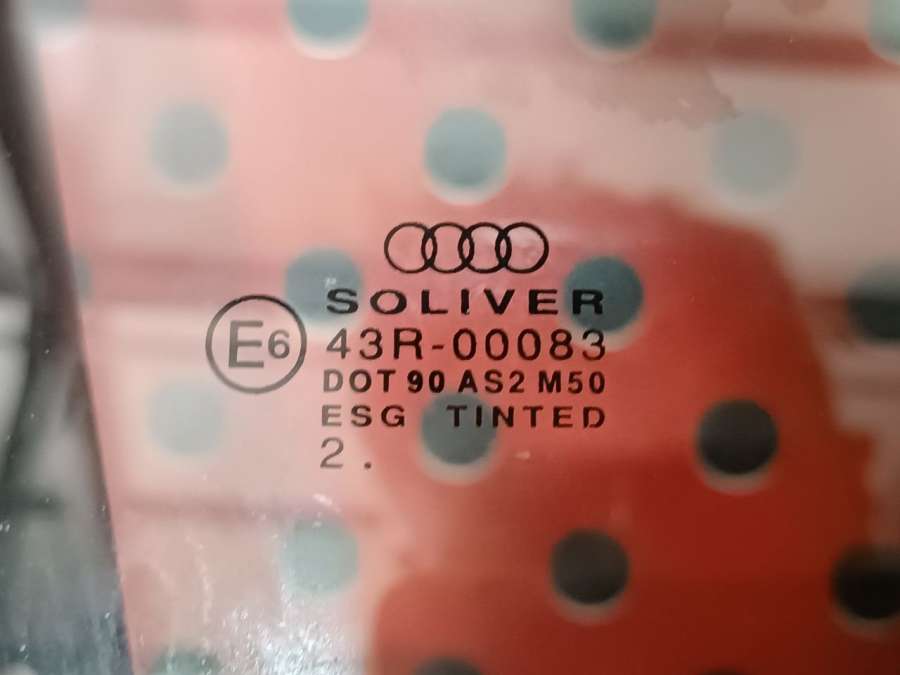 SOLIVER
E6
43R-00083
DOT 90 AS2 M50
ESG TINTED
2 .